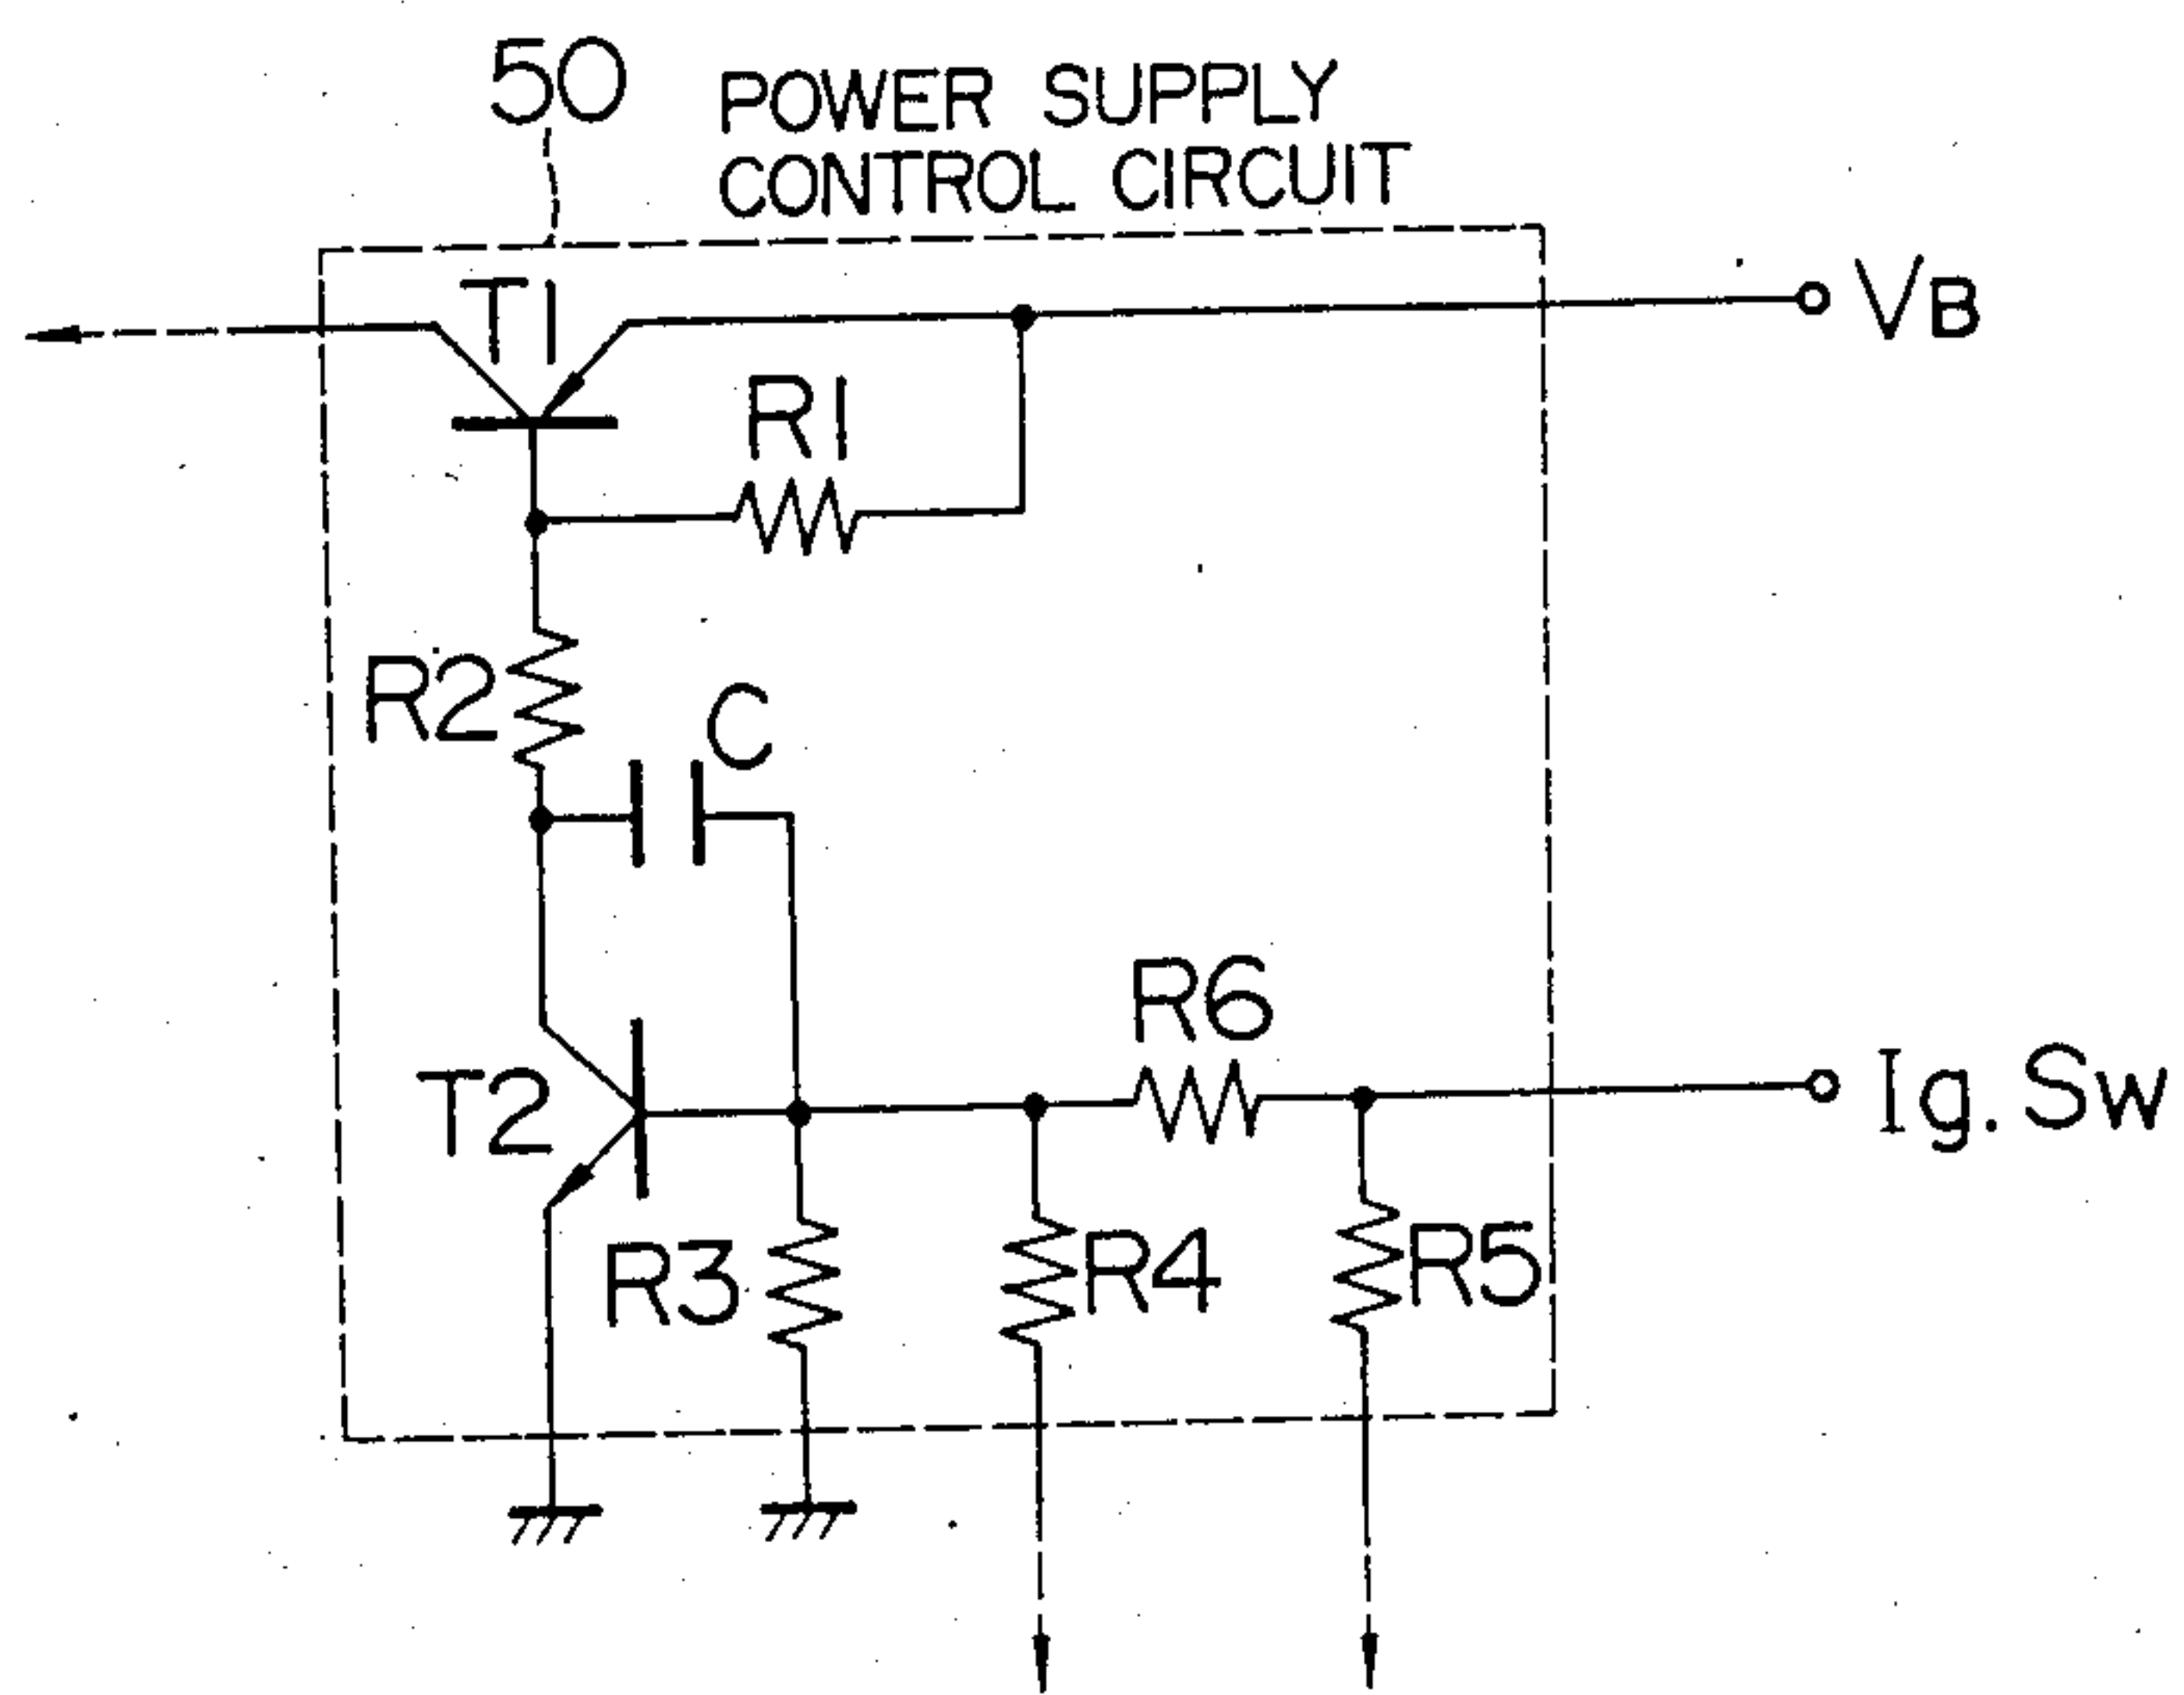 50
POWER SUPPLY
CONTROL CIRCUIT
T1
VB
R1
R2
C
R6
T2
Ig. SW
R3
R4
R5